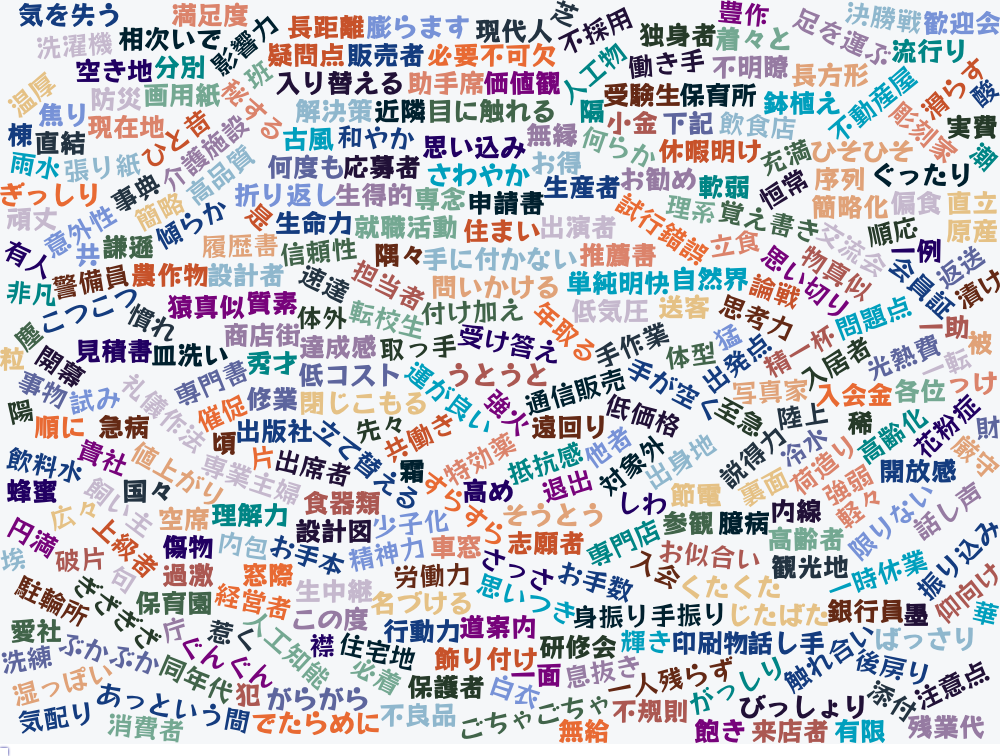 気を失う
満足度
長距離
膨らます
現代人
芝
不採用
豊作
足を運ぶ
決勝戦
歓迎会
洗濯機
相次いで
影響力
疑問点
販売者
必要不可欠
独身者
着々と
流行り
空き地
分別
班
入り替える
助手席
価値観
人工物
働き手
不明瞭
長方形
不動産屋
滑らす
酸
温厚
焦り
防災
画用紙
秘する
解決策
近隣
目に触れる
隔
受験生
保育所
鉢植え
彫刻家
実費
棟
直結
現在地
ひと苦
介護施設
古風
和やか
思い込み
無縁
何らか
小金
下記
飲食店
休暇明け
充満
ひそひそ
潮
雨水
張り紙
高品質
何度も
応募者
さわやか
お得
生産者
お勧め
軟弱
恒常
序列
ぐったり
ぎっしり
事典
折り返し
生得的
専念
申請書
試行錯誤
理系
覚え書き
簡略化
偏食
直立
頑丈
意外性
簡略
傾らか
是
生命力
就職活動
住まい
出演者
立食
交流会
順応
原産
有人
共
謙遜
履歴書
信頼性
隅々
手に付かない
推薦書
思い切り
物真似
一例
会員証
返送
非凡
警備員
農作物
設計者
速達
担当者
問いかける
単純明快
自然界
論戦
漬け
塵
こつこつ
慣れ
猿真似
質素
体外
転校生
付け加え
年取る
低気圧
送客
思考力
問題点
一助
被
粒
開幕
見積書
皿洗い
商店街
秀才
達成感
取っ手
受け答え
手作業
体型
猛
出発点
精一杯
入居者
光熱費
一転
事物
試み
礼儀作法
専門書
低コスト
運が良い
うとうと
通信販売
手が空く
写真家
入会金
各位
つけ
陽
順に
急病
催促
修業
閉じこもる
強火
遠回り
低価格
至急
陸上
稀
高齢化
花粉症
財
頃
出版社
立て替える
先々
共働き
特効薬
抵抗感
他者
対象外
出身地
説得力
冷水
荷造り
厳守
飲料水
貴社
値上がり
専業主婦
片
出席者
霜
すらすら
高め
退出
しわ
節電
裏面
強弱
開放感
蜂蜜
飼い主
国々
食器類
少子化
そうとう
参観
臆病
内線
軽々
限りない
話し声
広々
上級者
空席
理解力
設計図
志願者
専門店
高齢者
円満
傷物
内包
お手本
精神力
車窓
さっさ
お似合い
観光地
一時休業
振り込み
埃
破片
句
過激
窓際
生中継
労働力
思いつき
お手数
入会
くたくた
仰向け
駐輪所
ぎざぎざ
保育園
経営者
この度
名づける
身振り手振り
じたばた
銀行員
墨
華
愛社
ぶかぶか
庁
惹く
人工知能
襟
住宅地
行動力
道案内
研修会
輝き
印刷物
話し手
触れ合い
ばっさり
洗練
ぐんぐん
同年代
必着
飾り付け
一面
息抜き
一人残らず
がっしり
後戻り
湿っぽい
あっという間
犯
がらがら
保護者
白衣
ごちゃごちゃ
不規則
びっしょり
添付
注意点
気配り
消費者
でたらめに
不良品
無給
飽き
来店者
有限
残業代